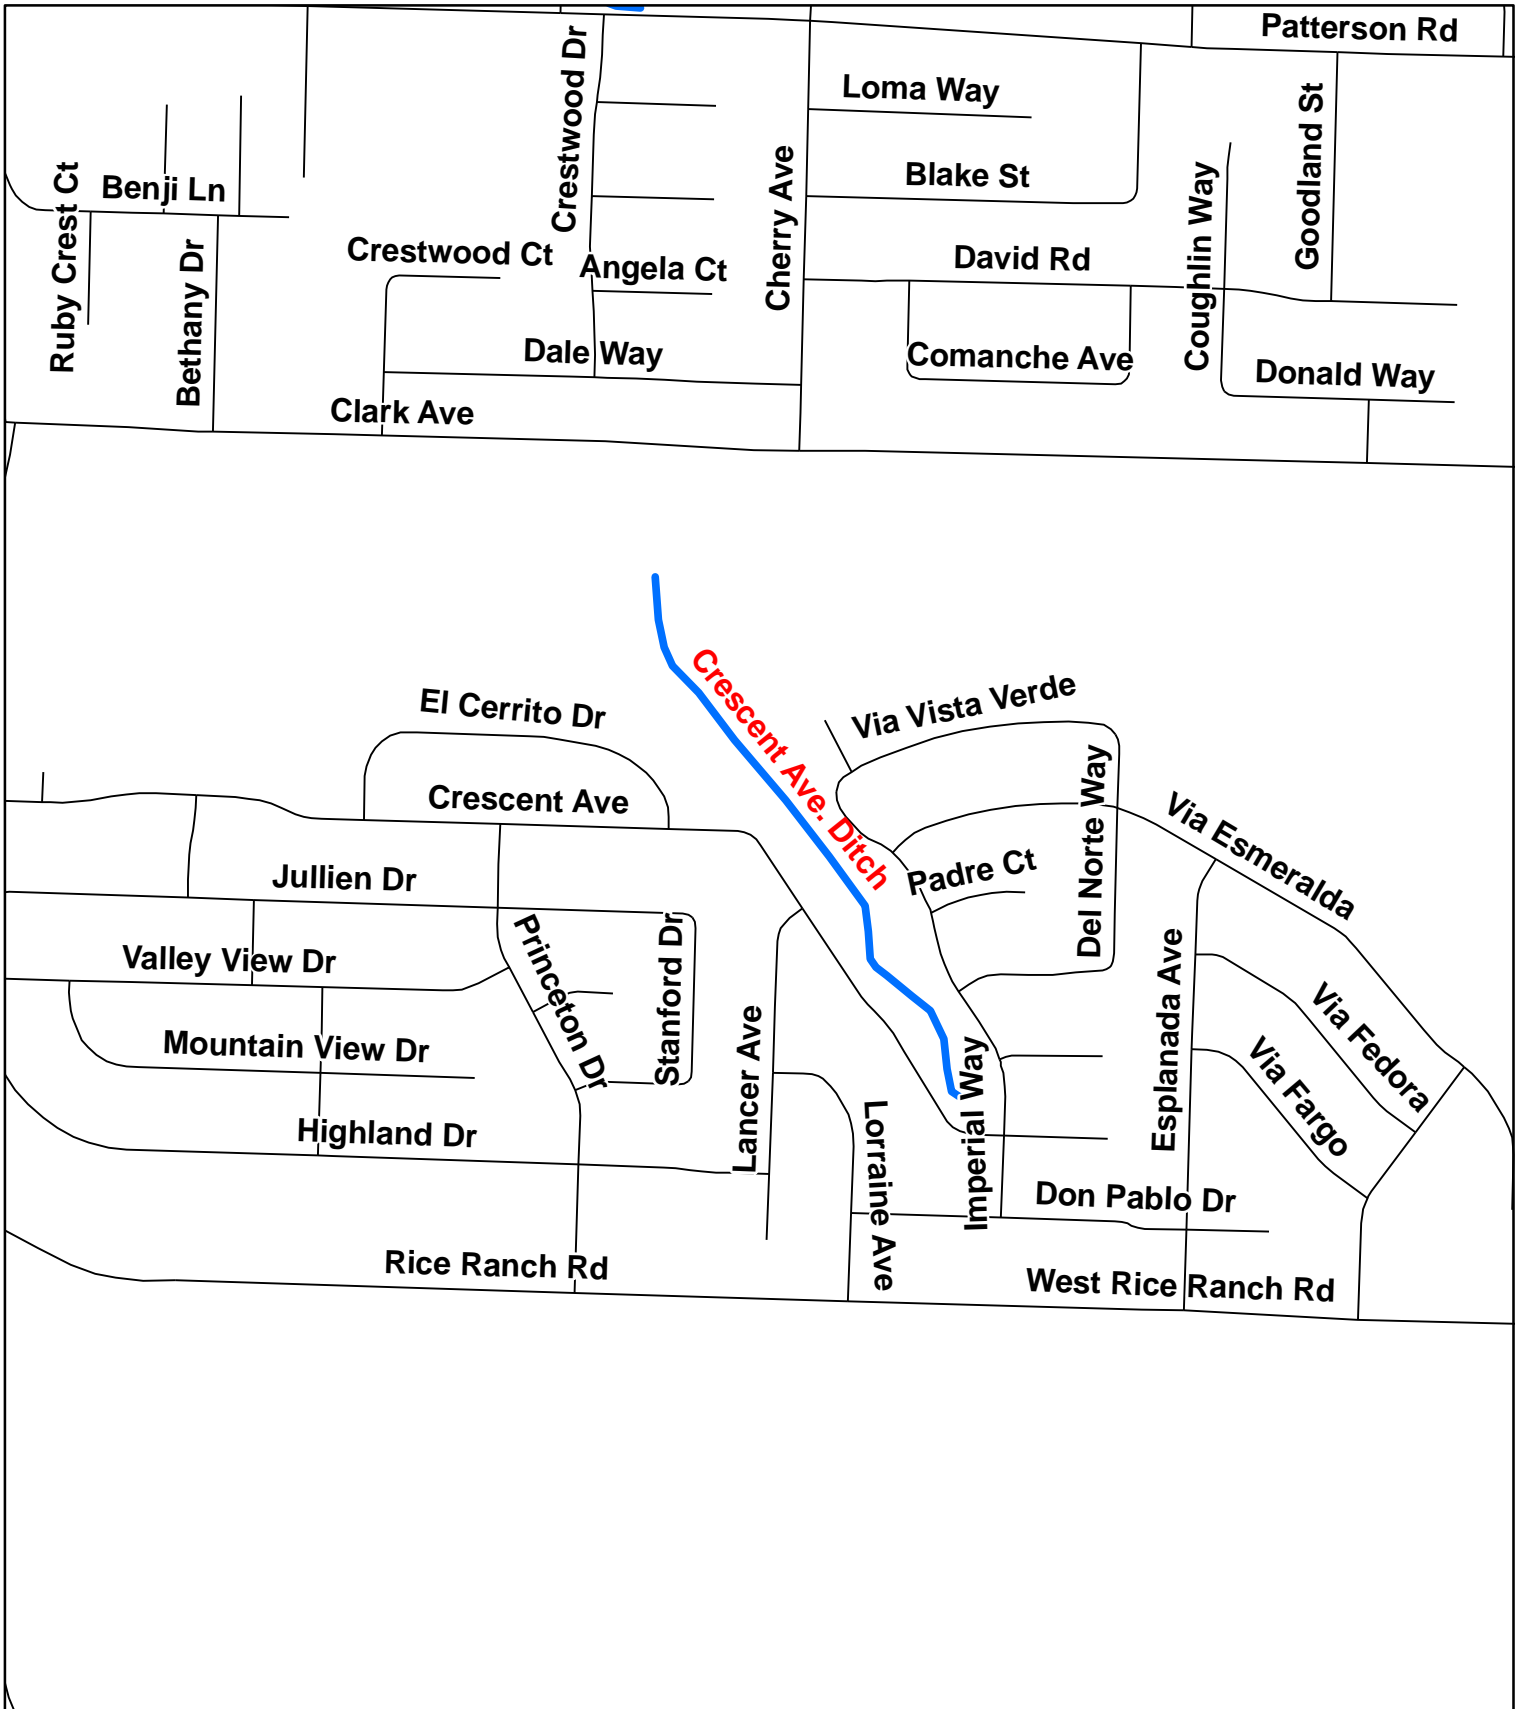 Patterson Rd
Crestwood Dr
Loma Way
Goodland St
Cherry Ave
Ruby Crest Ct
Benji Ln
Blake St
Coughlin Way
Bethany Dr
Crestwood Ct
Angela Ct
David Rd
Dale Way
Comanche Ave
Donald Way
Clark Ave
Crescent Ave. Ditch
El Cerrito Dr
Via Vista Verde
Del Norte Way
Crescent Ave
Via Esmeralda
Jullien Dr
Padre Ct
Princeton Dr
Stanford Dr
Esplanada Ave
Valley View Dr
Lancer Ave
Via Fedora
Mountain View Dr
Imperial Way
Via Fargo
Lorraine Ave
Highland Dr
Don Pablo Dr
Rice Ranch Rd
West Rice Ranch Rd